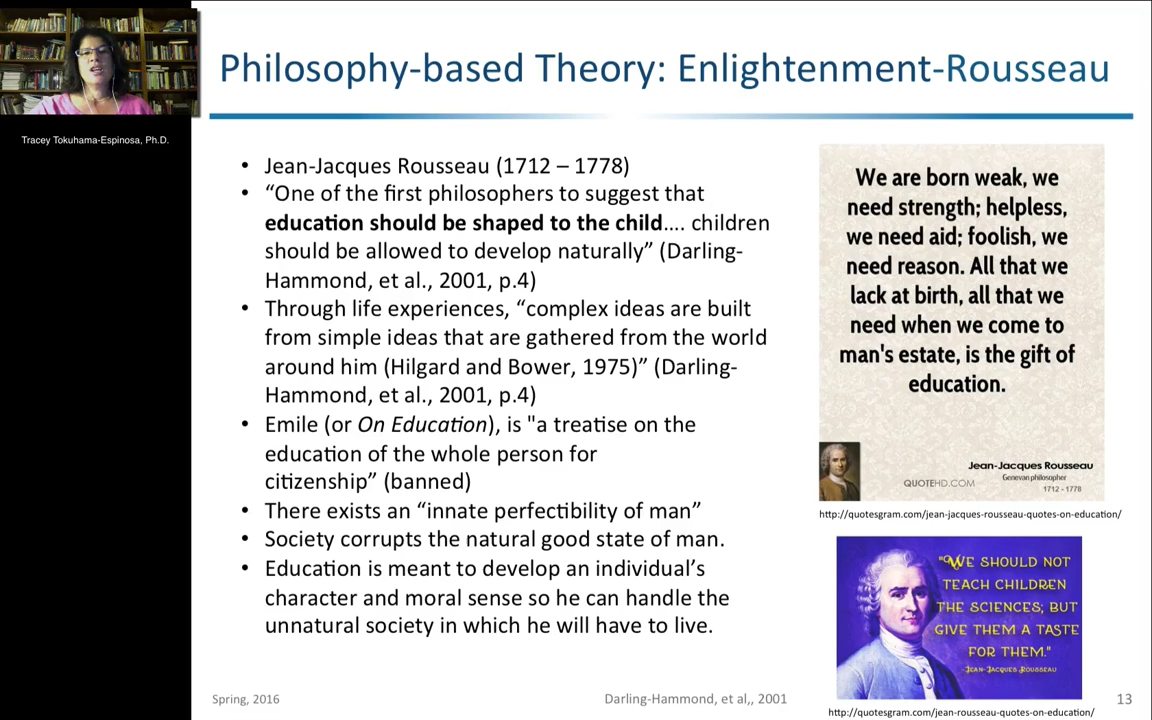 Philosophy-based Theory: Enlightenment-Rousseau
Tracey Tokuhama-Espinosa, Ph.D.
• Jean-Jacques Rousseau (1712 – 1778)
• “One of the first philosophers to suggest that
education should be shaped to the child…. children
should be allowed to develop naturally” (Darling-
Hammond, et al., 2001, p.4)
• Through life experiences, “complex ideas are built
from simple ideas that are gathered from the world
around him (Hilgard and Bower, 1975)” (Darling-
Hammond, et al., 2001, p.4)
• Emile (or On Education), is "a treatise on the
education of the whole person for
citizenship” (banned)
• There exists an “innate perfectibility of man”
• Society corrupts the natural good state of man.
• Education is meant to develop an individual’s
character and moral sense so he can handle the
unnatural society in which he will have to live.
We are born weak, we
need strength; helpless,
we need aid; foolish, we
need reason. All that we
lack at birth, all that we
need when we come to
man's estate, is the gift of
education.
Jean-Jacques Rousseau
Genevan philosopher
1712 - 1778
QUOTEHD.COM
http://quotesgram.com/jean-jacques-rousseau-quotes-on-education/
"WE SHOULD NOT
TEACH CHILDREN
THE SCIENCES; BUT
GIVE THEM A TASTE
FOR THEM."
-JEAN-JACQUES ROUSSEAU
http://quotesgram.com/jean-rousseau-quotes-on-education/
Spring, 2016
Darling-Hammond, et al,, 2001
13